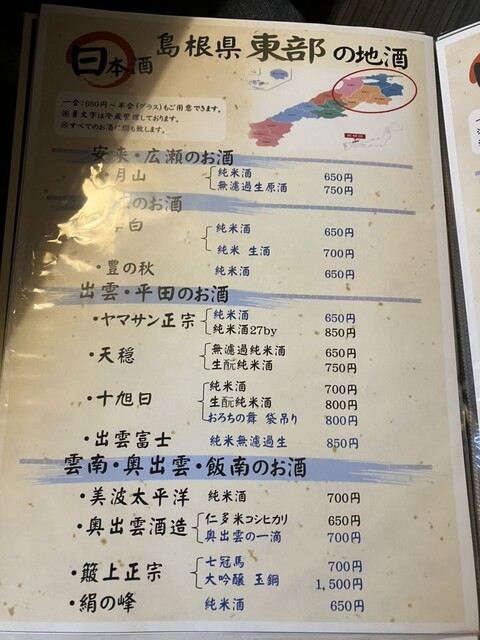 日本酒 島根県 東部 の地酒
一合:650円～半合(グラス)もご用意できます。
※青文字は冷蔵管理しております。
※すべてのお酒に燗も致します。
安来・広瀬のお酒
・月山 純米酒 650円
無濾過生原酒 750円
のお酒
白 純米酒 650円
純米 生酒 700円
・豊の秋 純米酒 650円
出雲・平田のお酒
・ヤマサン正宗 純米酒 650円
純米酒27by 850円
・天穏 無濾過純米酒 650円
生酛純米酒 750円
・十旭日 純米酒 700円
生酛純米酒 800円
おろちの舞 袋吊り 800円
・出雲富士 純米無濾過生 850円
雲南・奥出雲・飯南のお酒
・美波太平洋 純米酒 700円
・奥出雲酒造 仁多米コシヒカリ 650円
奥出雲の一滴 700円
・簸上正宗 七冠馬 700円
大吟醸 玉鋼 1,500円
・絹の峰 純米酒 650円